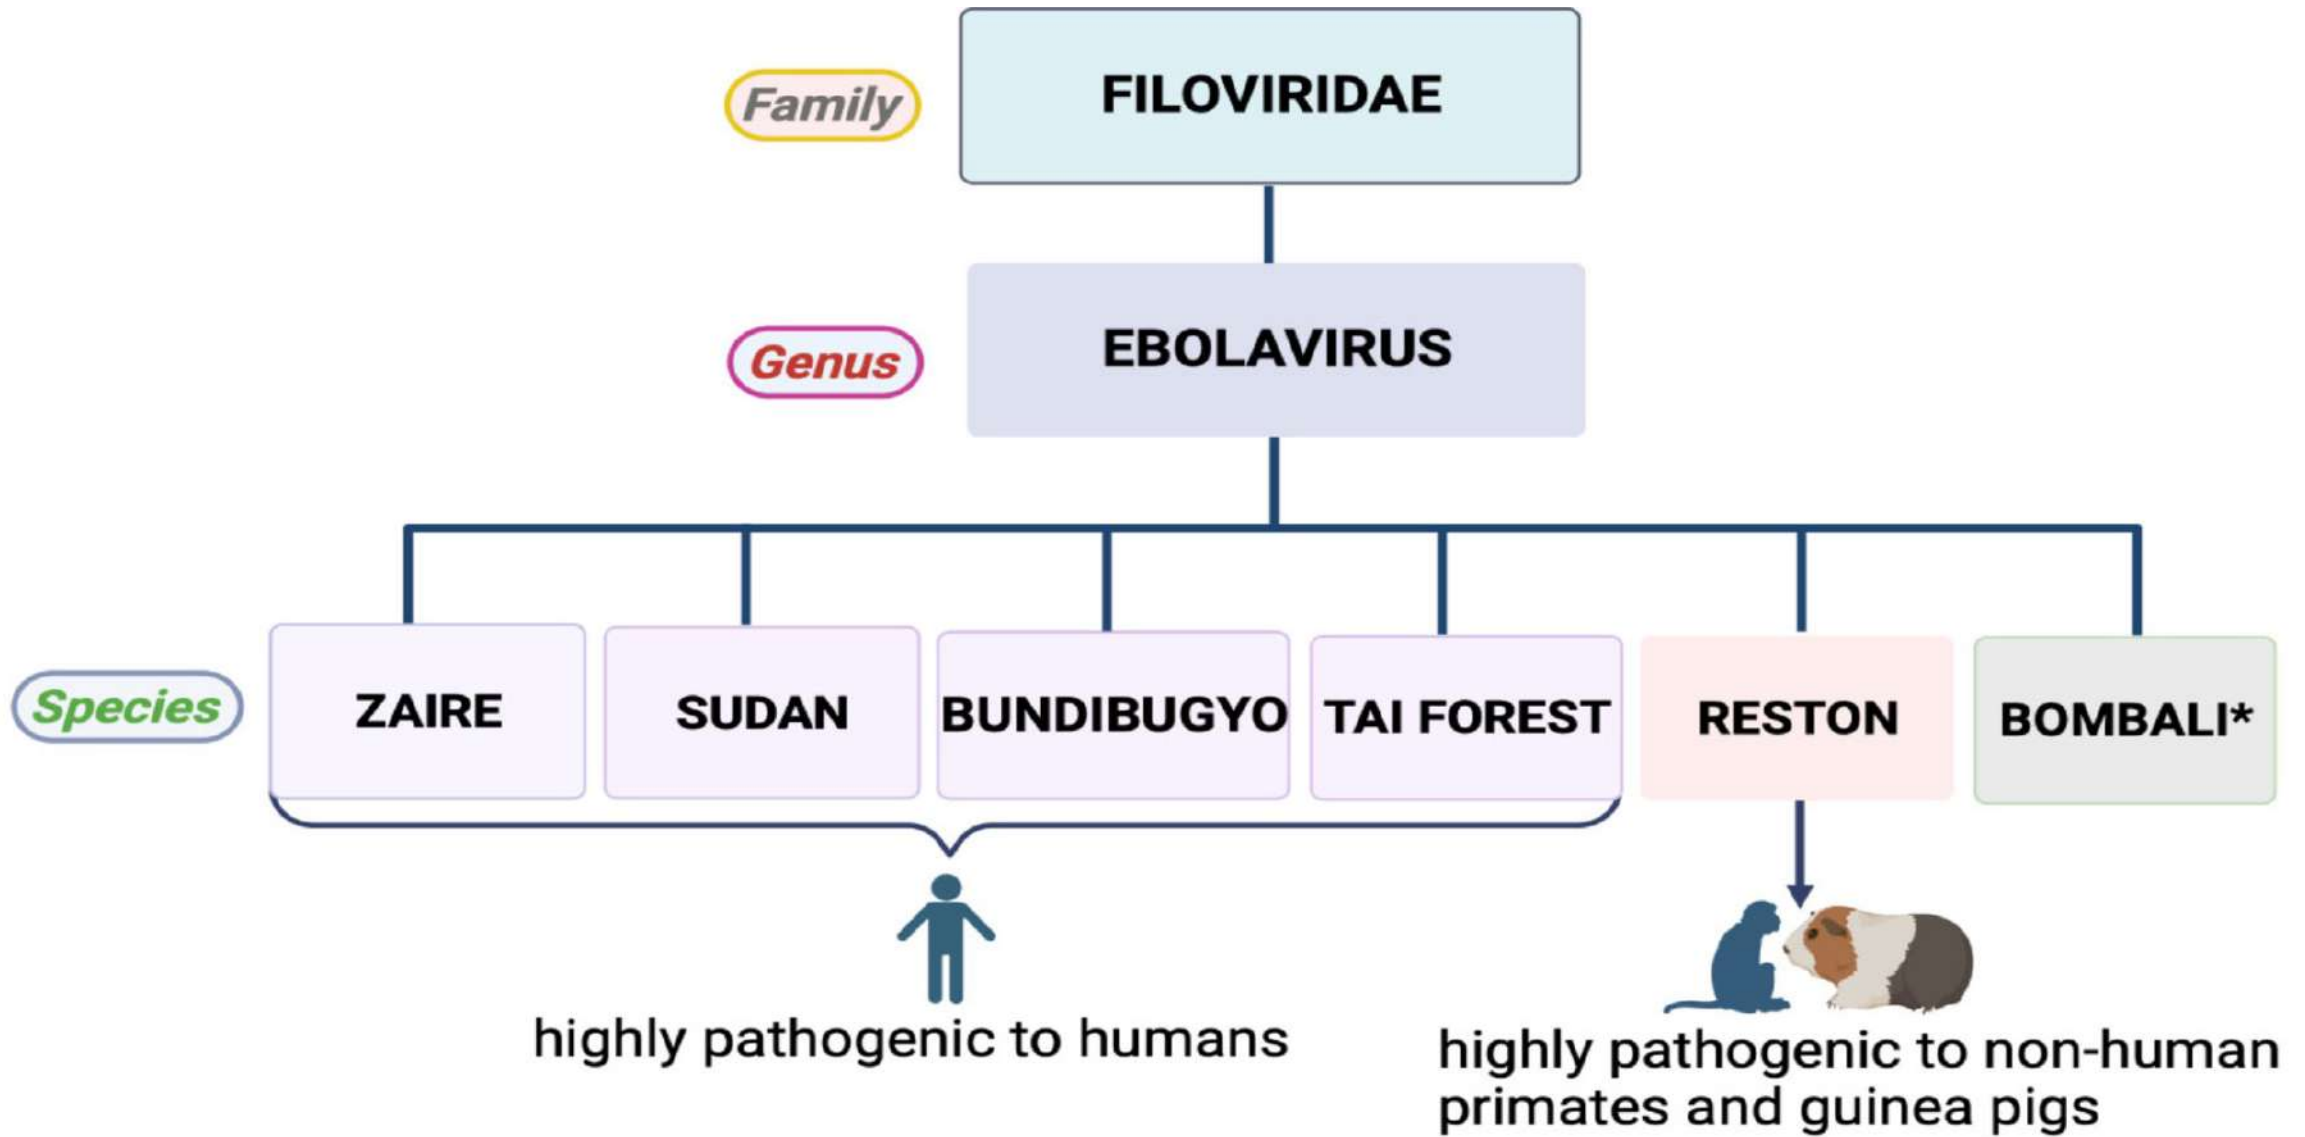 Family
FILOVIRIDAE
Genus
EBOLAVIRUS
Species
ZAIRE
SUDAN
BUNDIBUGYO
TAI FOREST
RESTON
BOMBALI*
highly pathogenic to humans
highly pathogenic to non-human
primates and guinea pigs